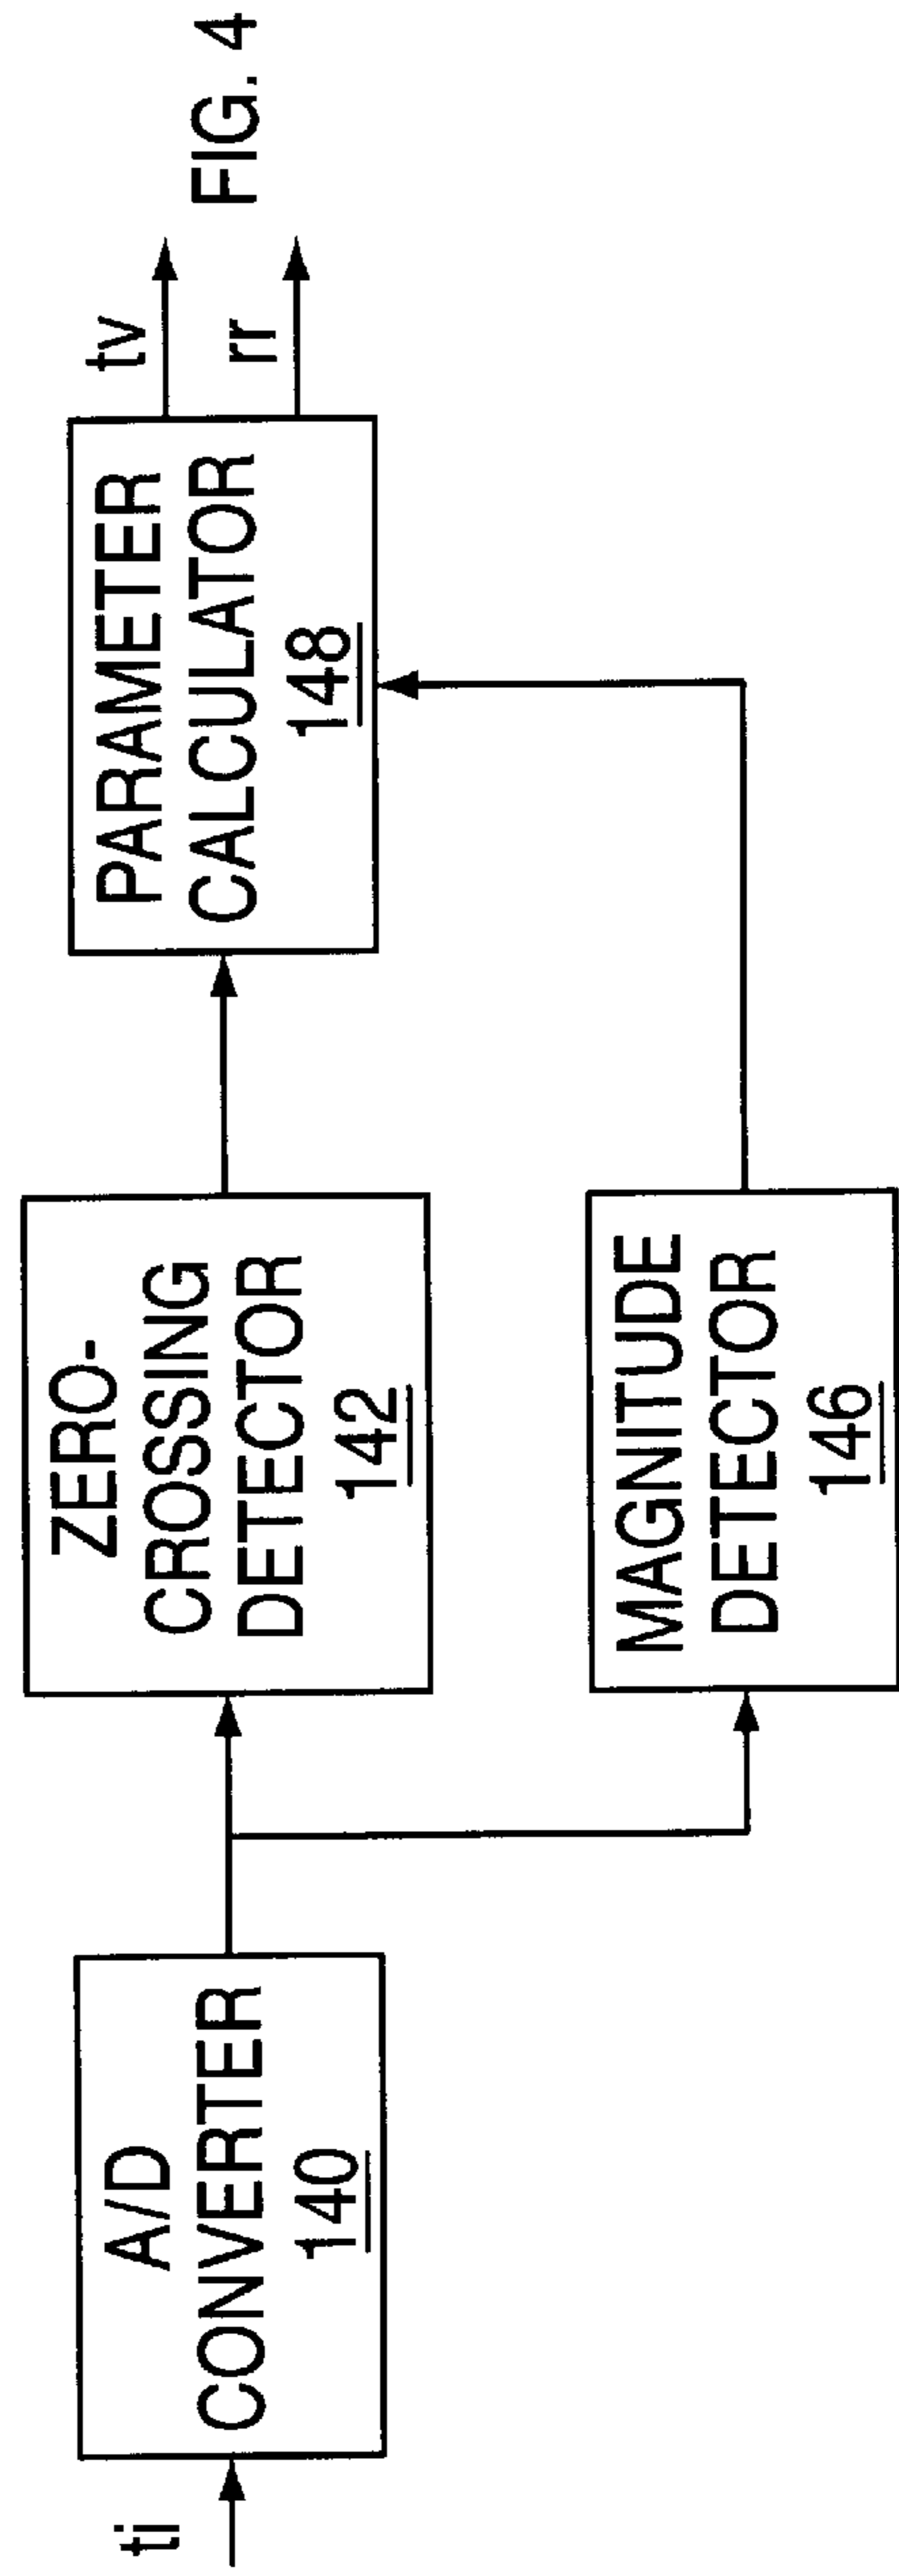 ti
A/D
CONVERTER
140
ZERO-
CROSSING
DETECTOR
142
MAGNITUDE
DETECTOR
146
PARAMETER
CALCULATOR
148
tv
rr
FIG. 4